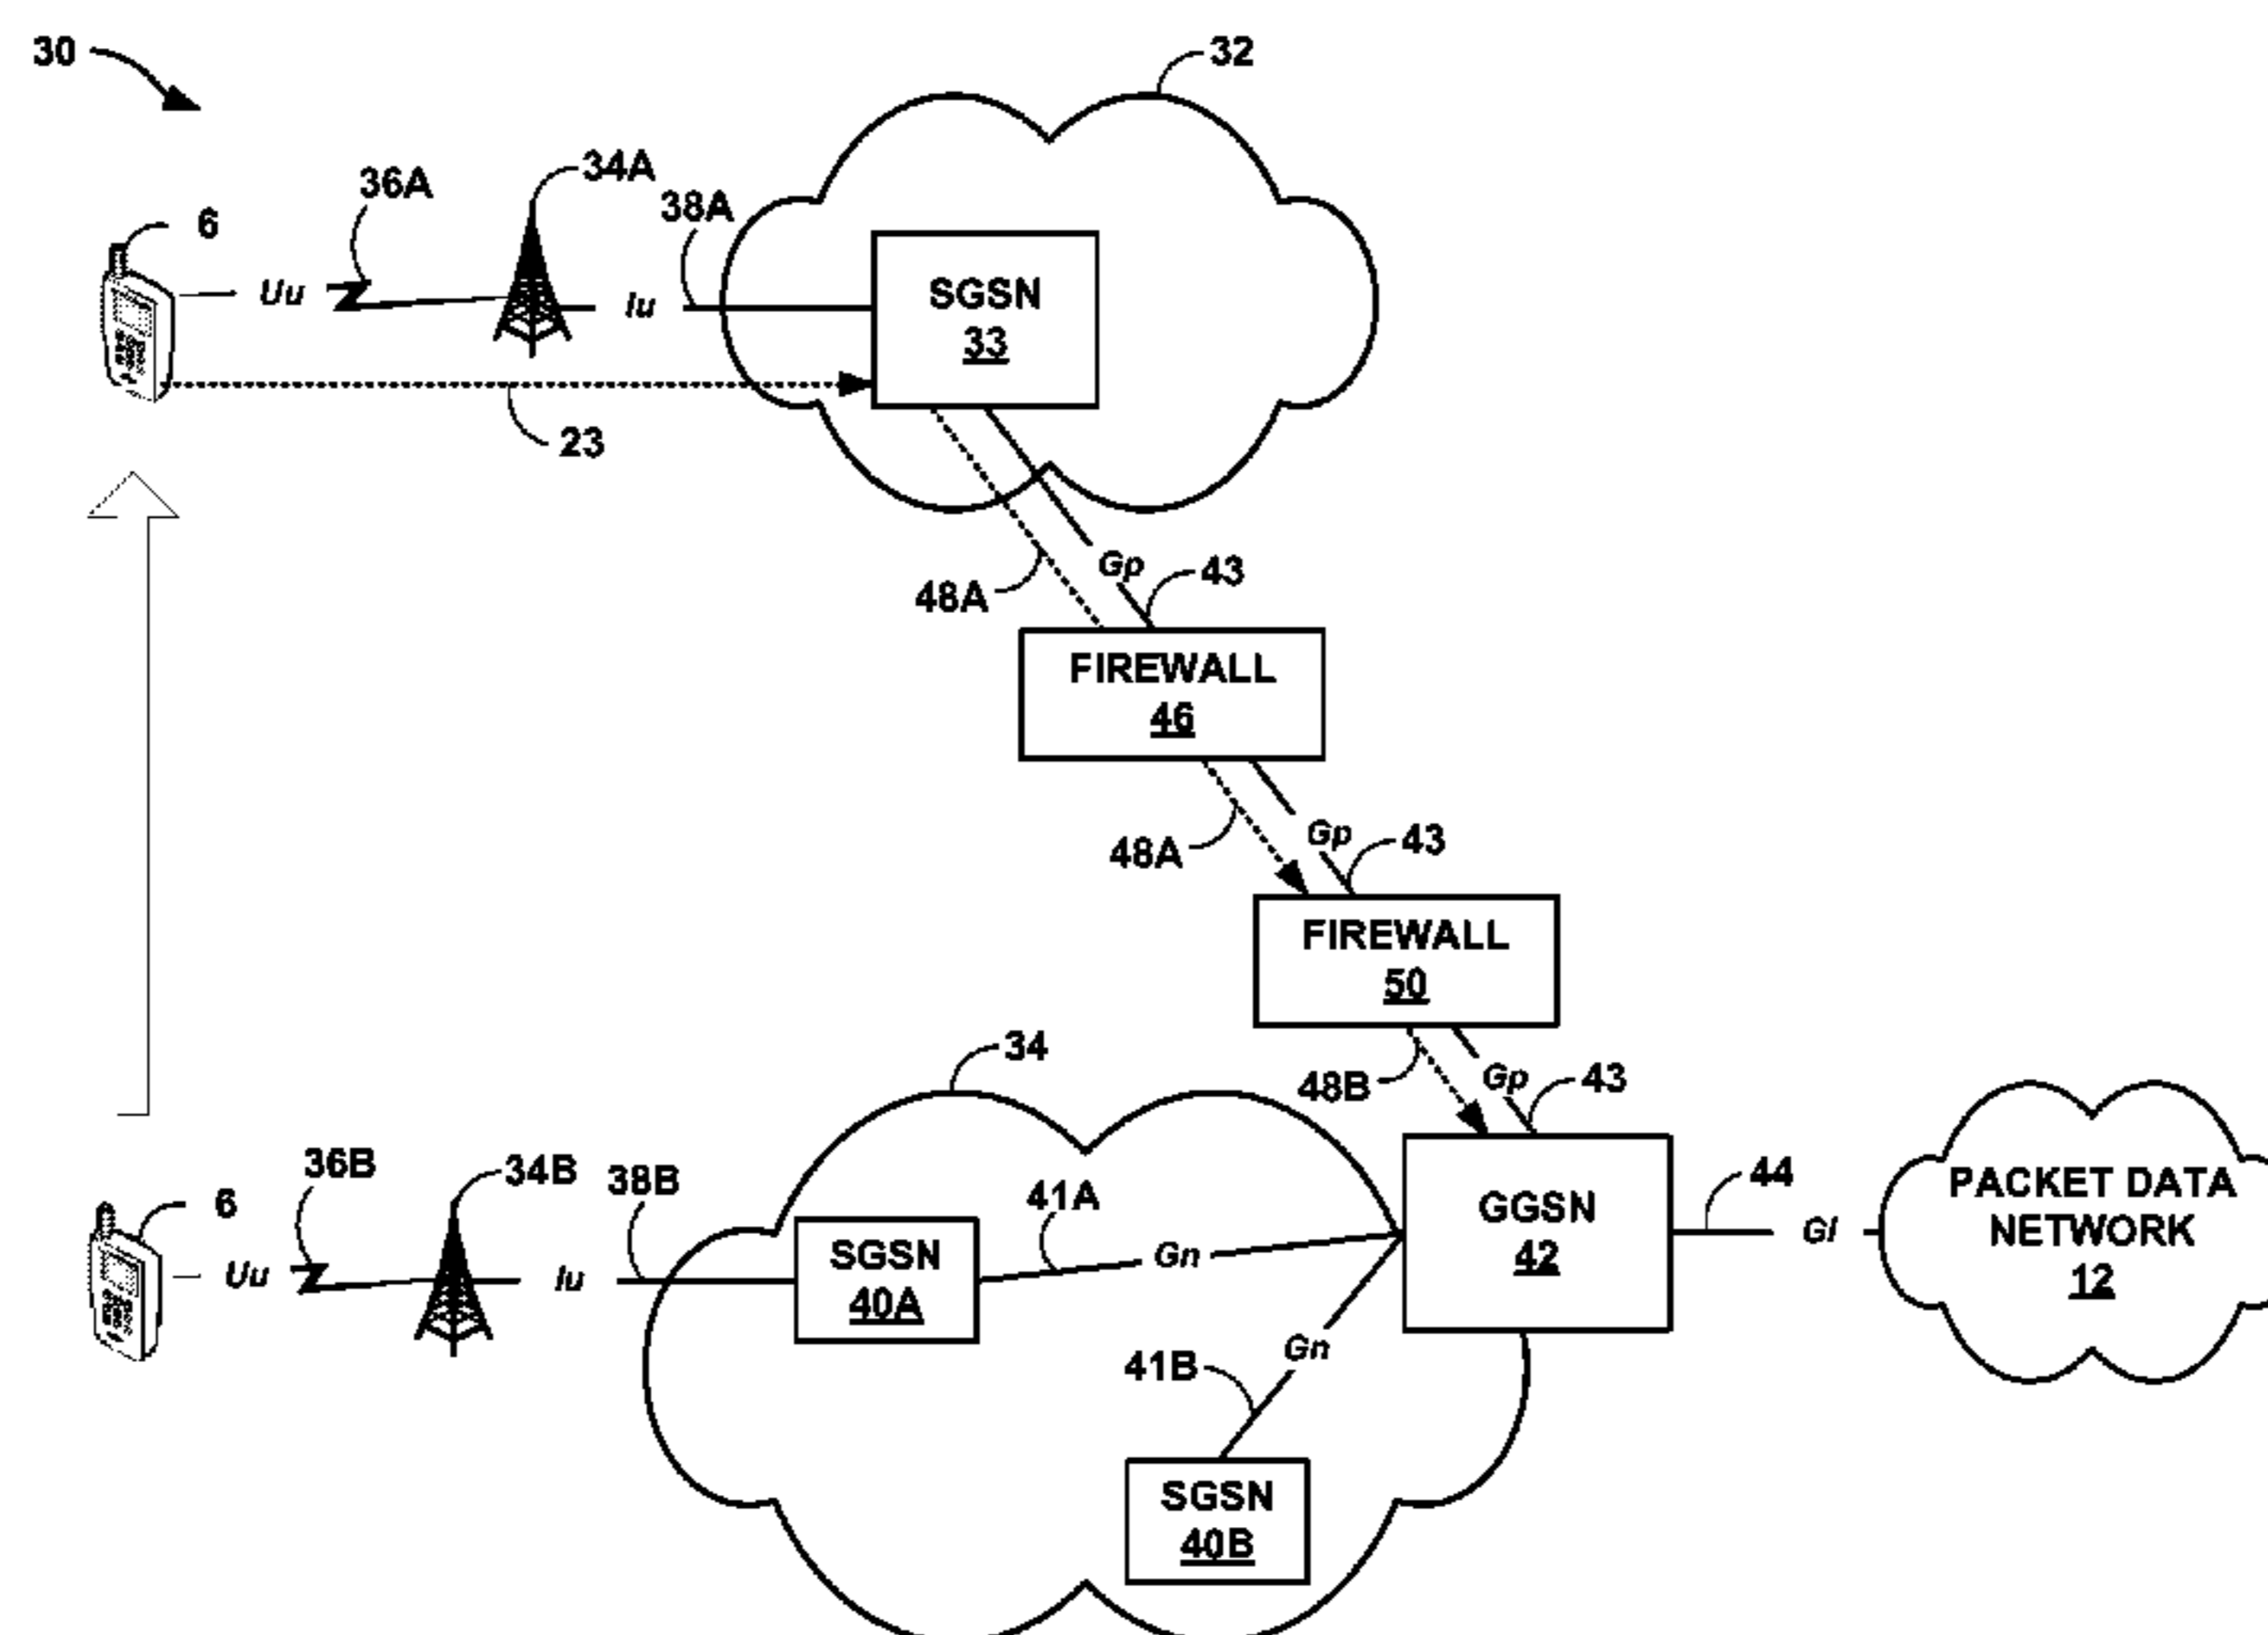 30
32
34A
36A
38A
6
Uu
Iu
SGSN
33
23
Gp
43
48A
FIREWALL
46
Gp
43
48A
FIREWALL
50
34
48B
Gp
43
36B
34B
38B
41A
44
6
Uu
Iu
SGSN
40A
Gn
GGSN
42
GI
PACKET DATA
NETWORK
12
Gn
41B
SGSN
40B